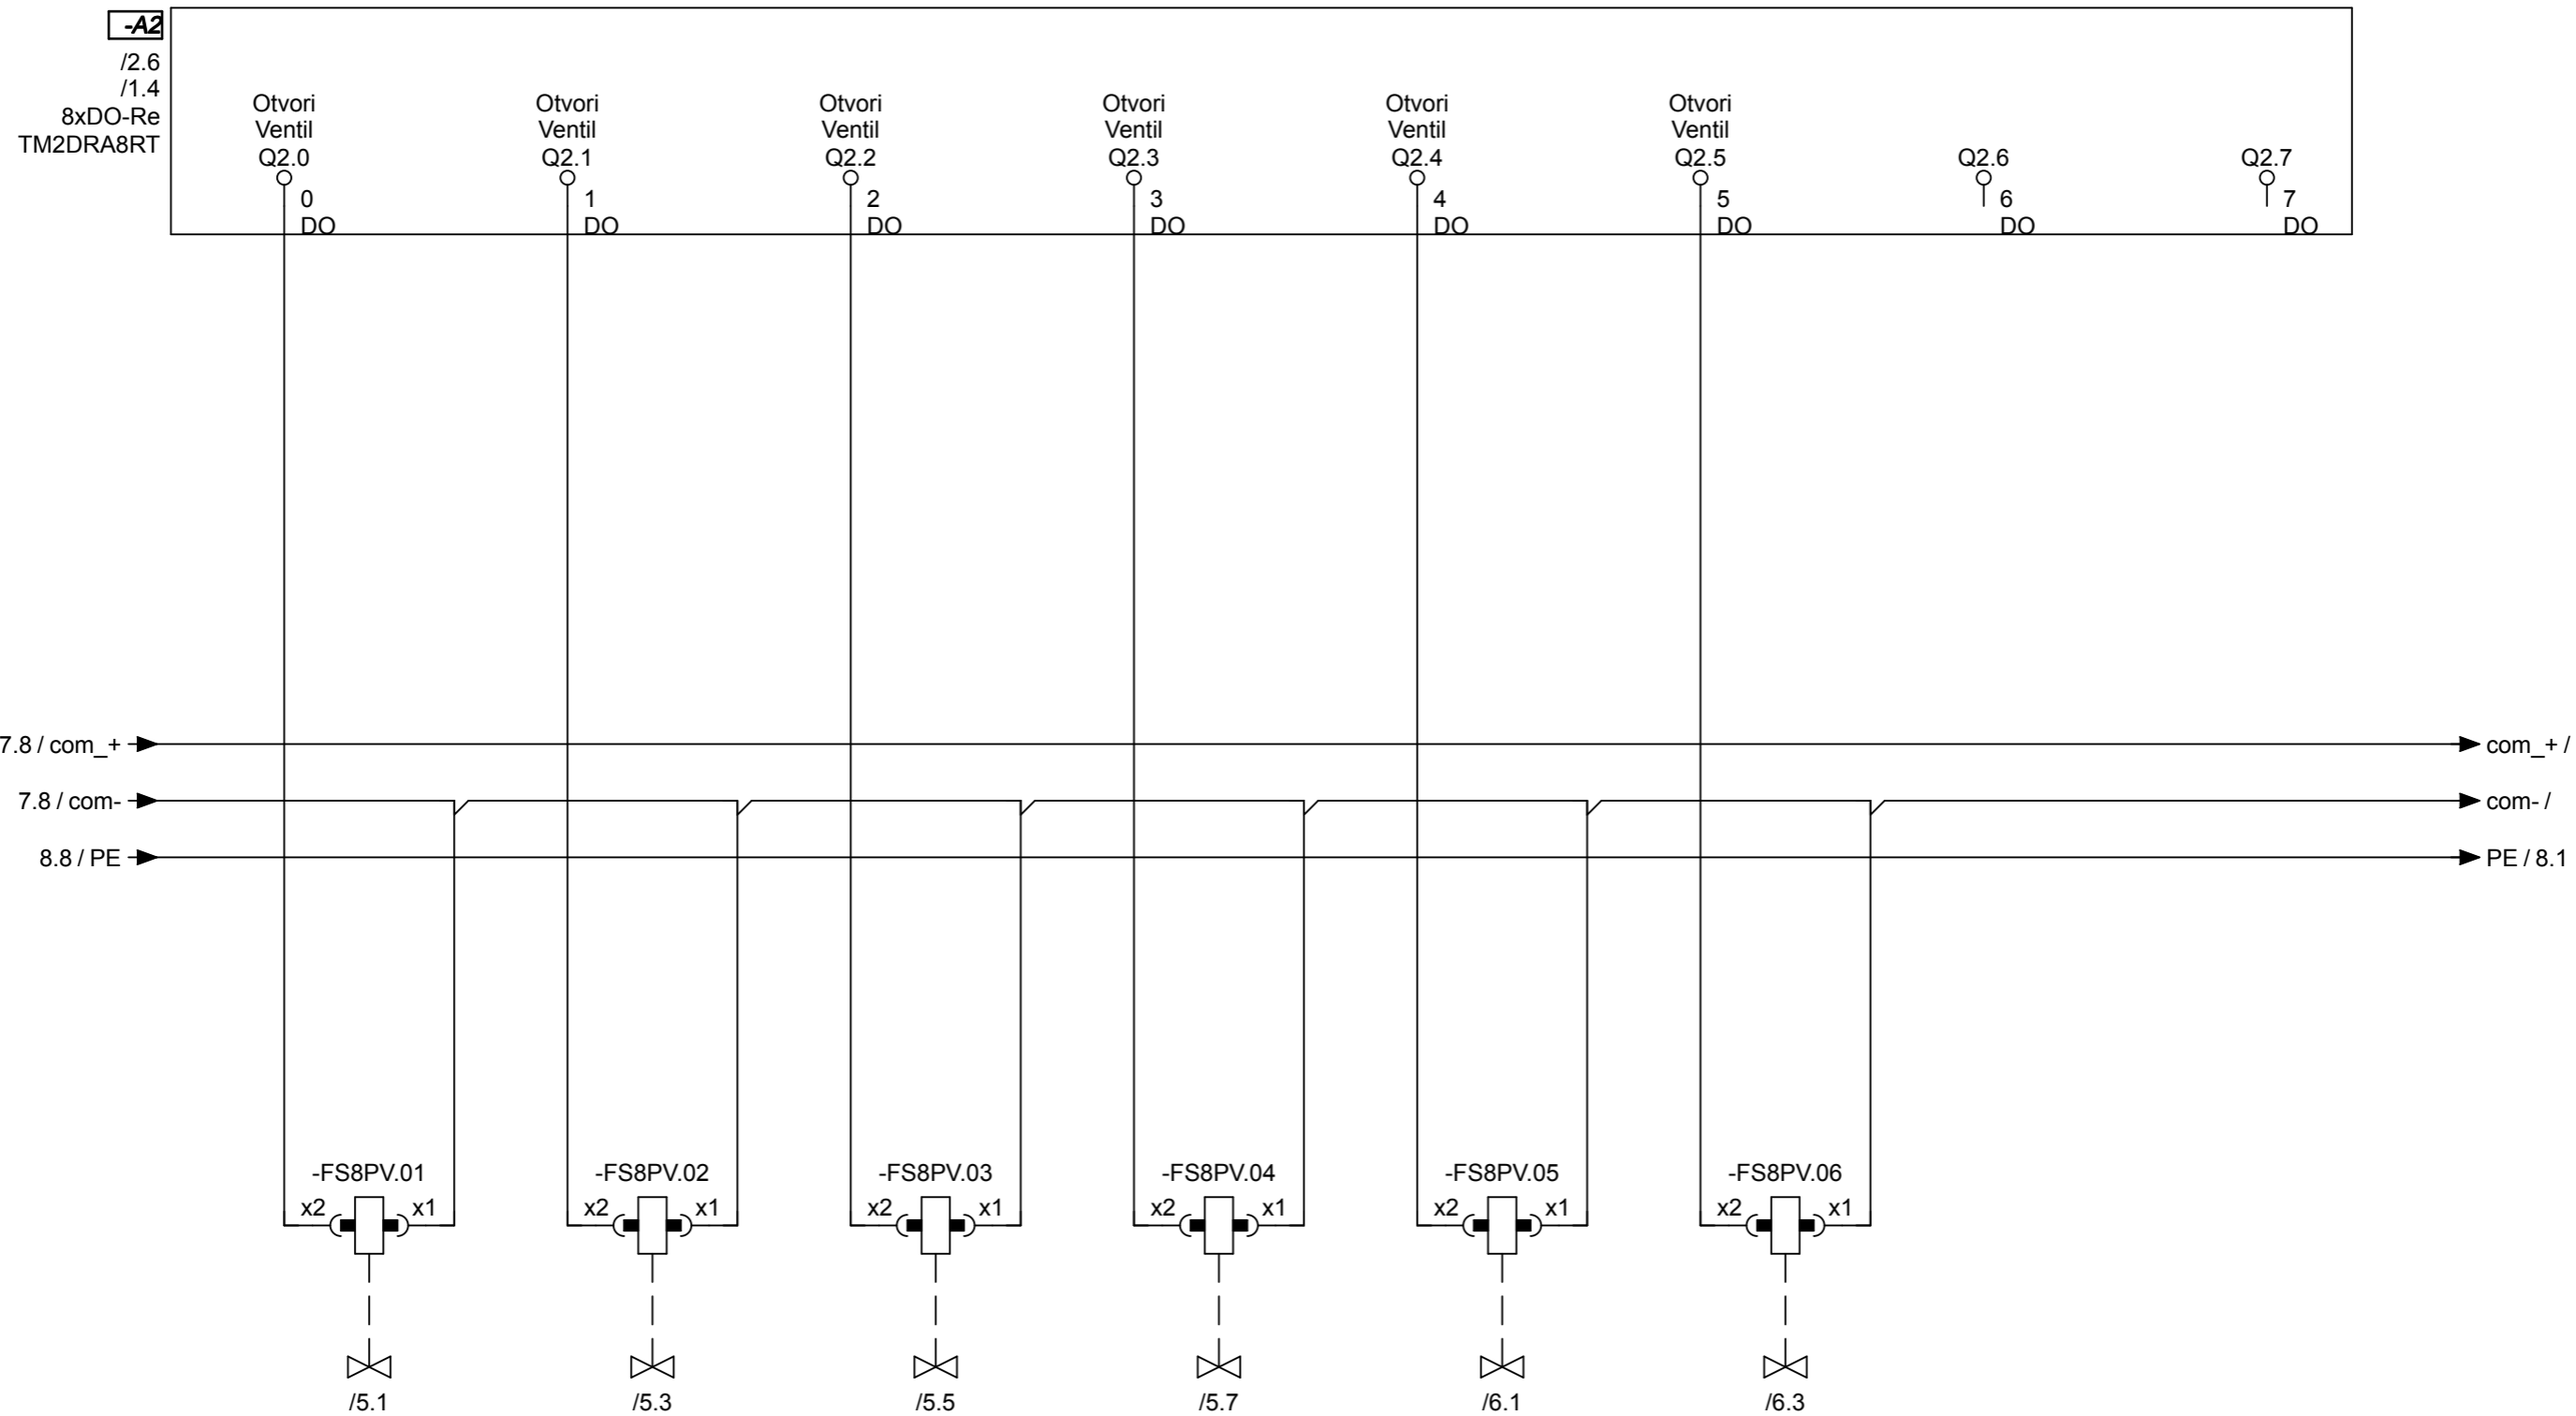 -A2
/2.6
/1.4
8xDO-Re
TM2DRA8RT
Otvori
Ventil
Q2.0
0
DO
Otvori
Ventil
Q2.1
1
DO
Otvori
Ventil
Q2.2
2
DO
Otvori
Ventil
Q2.3
3
DO
Otvori
Ventil
Q2.4
4
DO
Otvori
Ventil
Q2.5
5
DO
Q2.6
6
DO
Q2.7
7
DO
7.8 / com_+
com_+ /
7.8 / com-
com- /
8.8 / PE
PE / 8.1
-FS8PV.01
x2 x1
/5.1
-FS8PV.02
x2 x1
/5.3
-FS8PV.03
x2 x1
/5.5
-FS8PV.04
x2 x1
/5.7
-FS8PV.05
x2 x1
/6.1
-FS8PV.06
x2 x1
/6.3